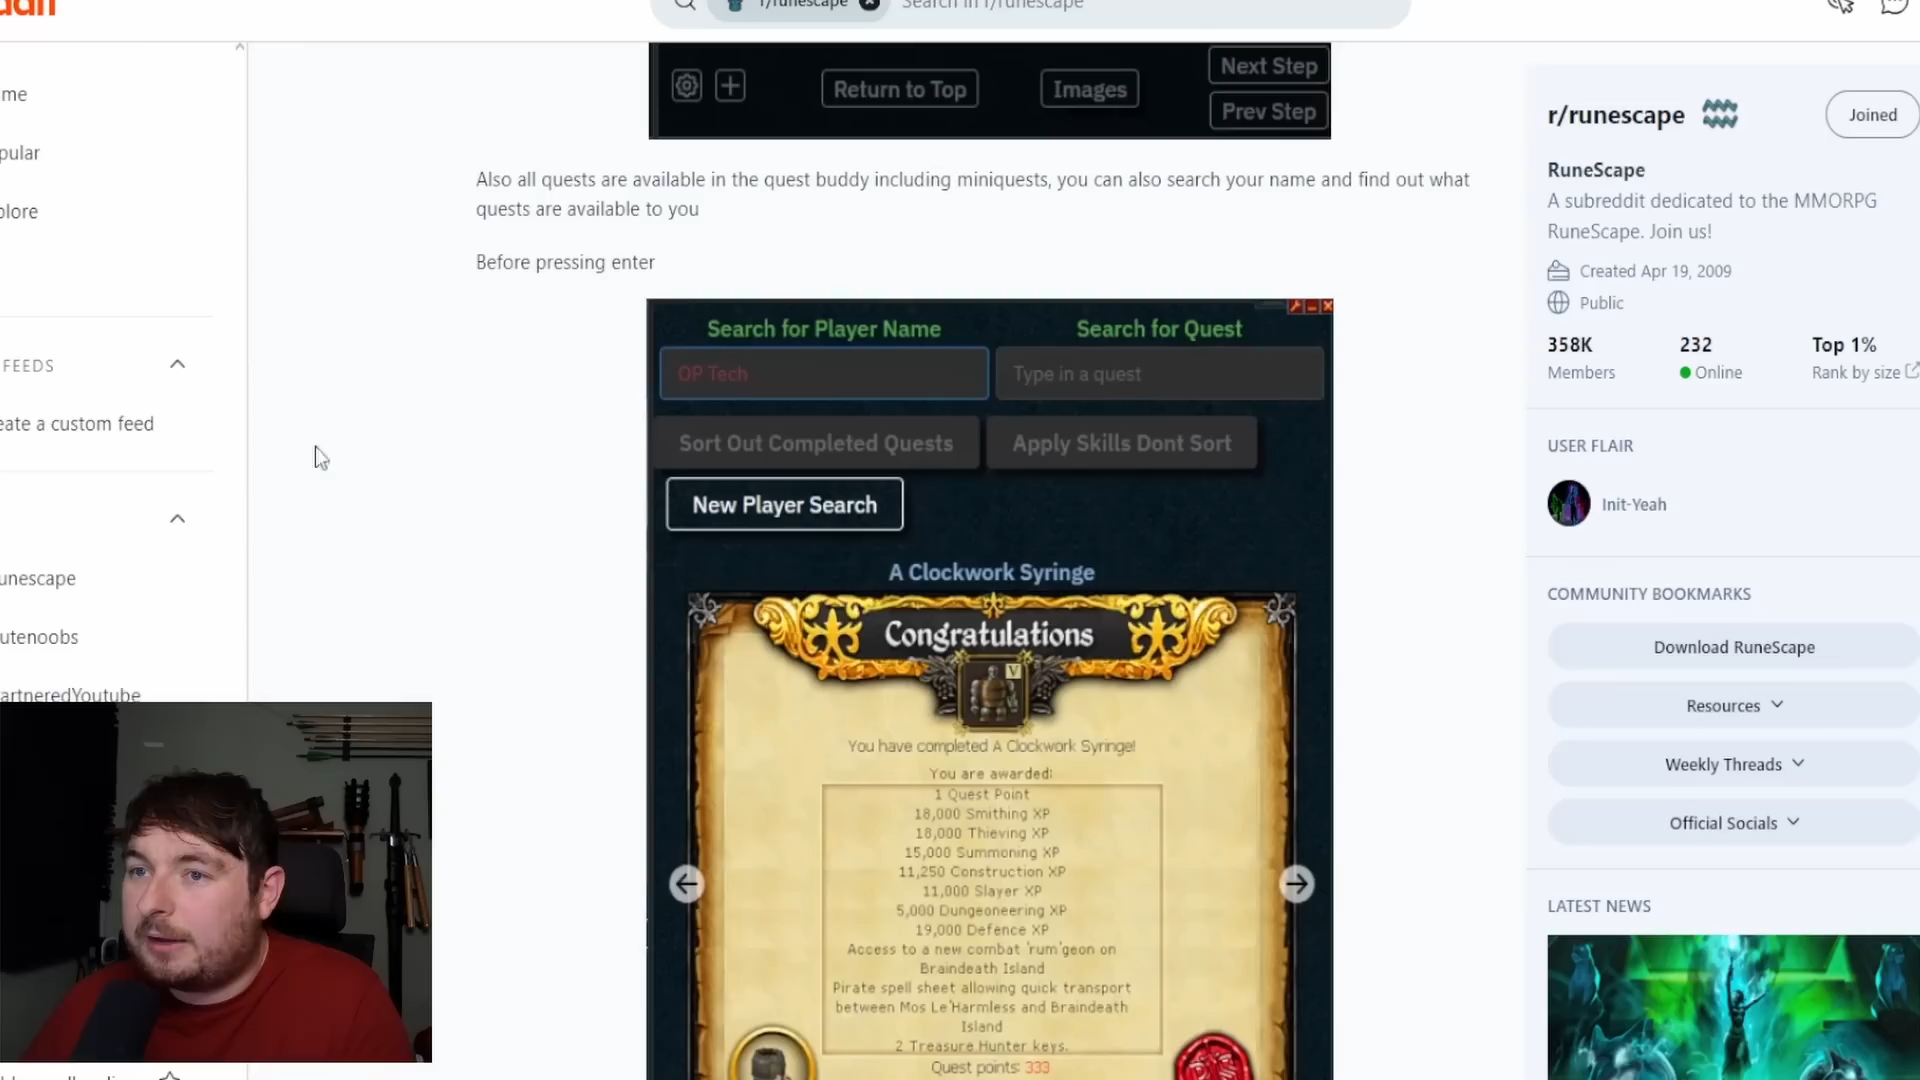 r/runescape
Search in r/runescape
me
pular
plore
FEEDS
eate a custom feed
unescape
utenoobs
artneredYoutube
Return to Top
Images
Next Step
Prev Step
Also all quests are available in the quest buddy including miniquests, you can also search your name and find out what
quests are available to you
Before pressing enter
Search for Player Name
Search for Quest
OP Tech
Type in a quest
Sort Out Completed Quests
Apply Skills Dont Sort
New Player Search
A Clockwork Syringe
Congratulations
V
You have completed A Clockwork Syringe!
You are awarded:
1 Quest Point
18,000 Smithing XP
18,000 Thieving XP
15,000 Summoning XP
11,250 Construction XP
11,000 Slayer XP
5,000 Dungeoneering XP
19,000 Defence XP
Access to a new combat 'rum'geon on
Braindeath Island
Pirate spell sheet allowing quick transport
between Mos Le'Harmless and Braindeath
Island
2 Treasure Hunter keys.
Quest points: 333
r/runescape
Joined
RuneScape
A subreddit dedicated to the MMORPG
RuneScape. Join us!
Created Apr 19, 2009
Public
358K
232
Top 1%
Members
Online
Rank by size
USER FLAIR
Init-Yeah
COMMUNITY BOOKMARKS
Download RuneScape
Resources
Weekly Threads
Official Socials
LATEST NEWS